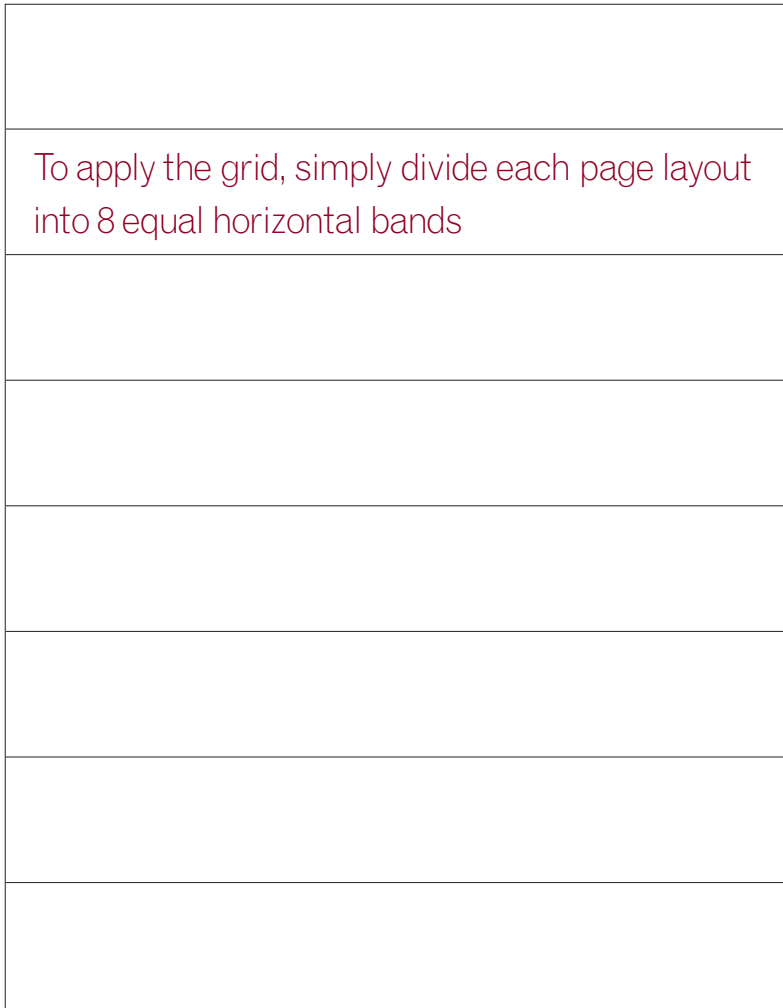 To apply the grid, simply divide each page layout
into 8 equal horizontal bands